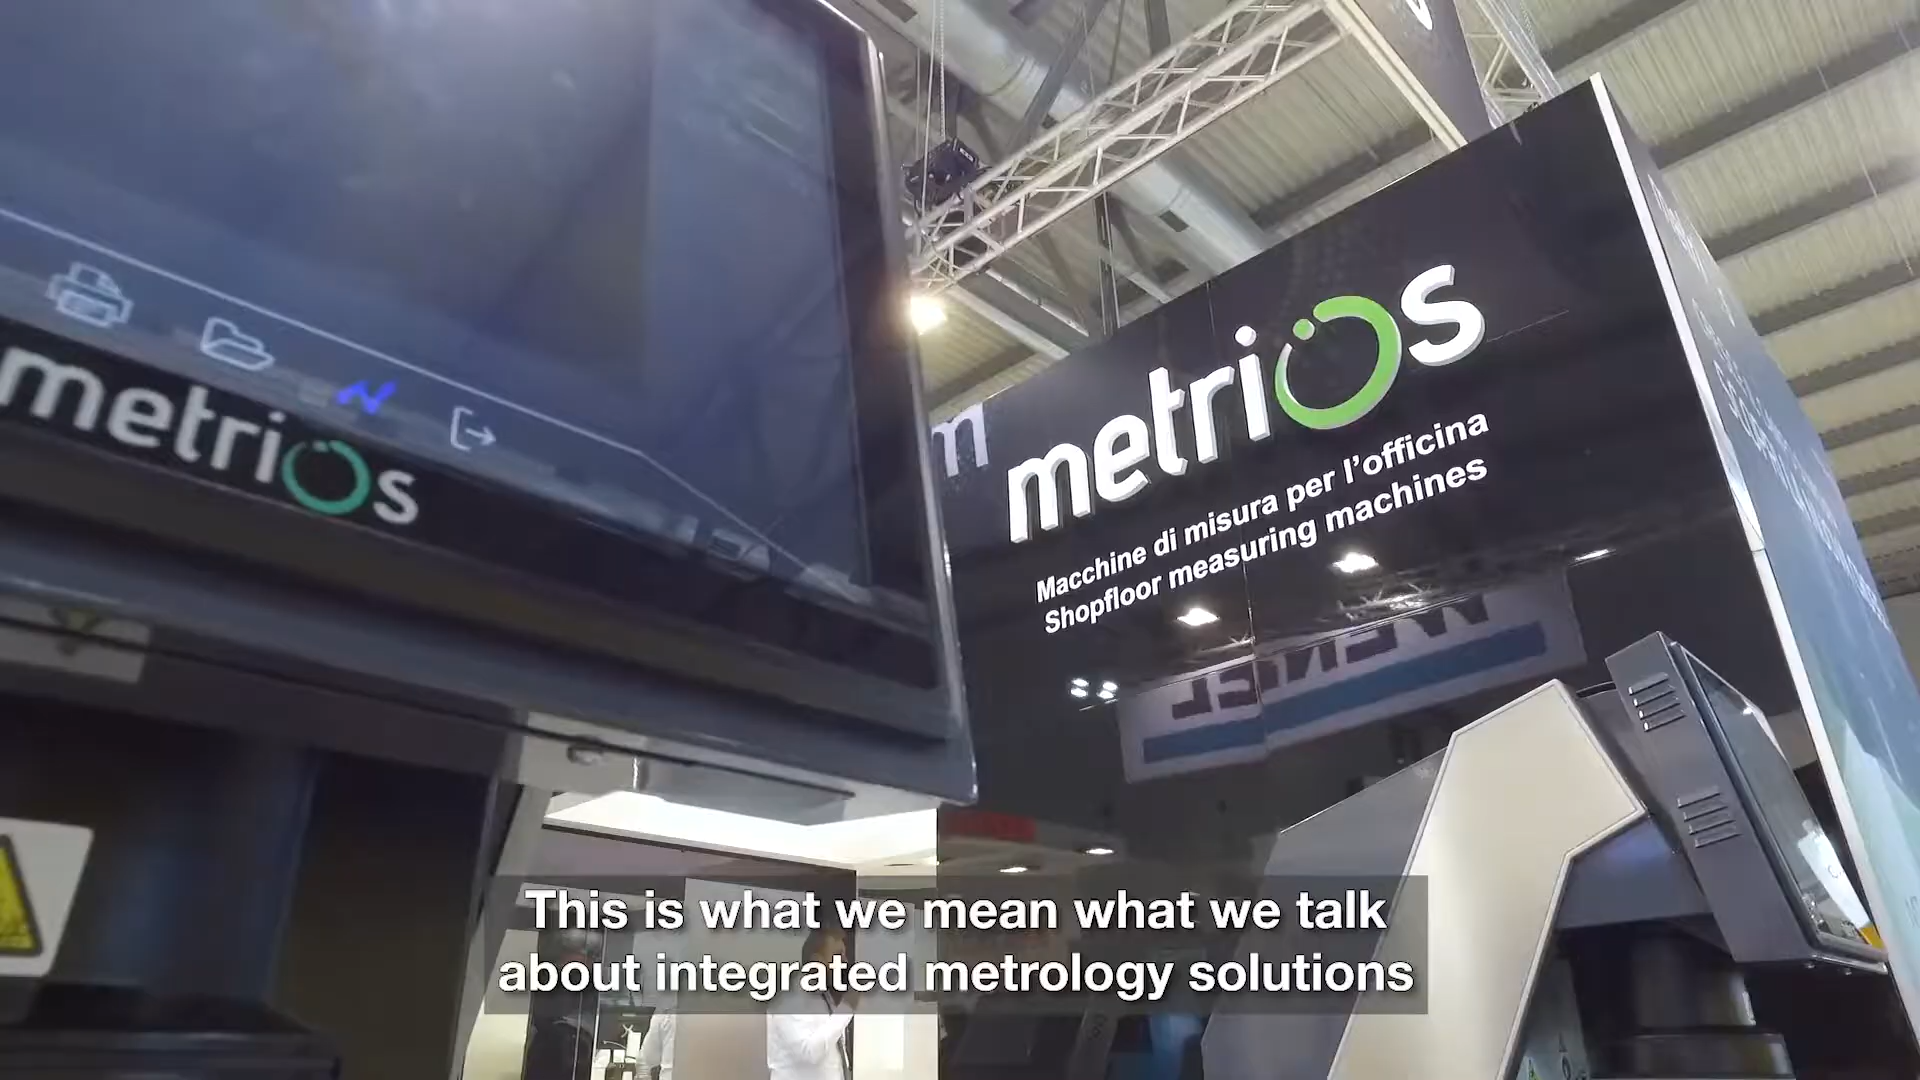 metrios
m
metrios
Macchine di misura per l'officina
Shopfloor measuring machines
This is what we mean what we talk
about integrated metrology solutions